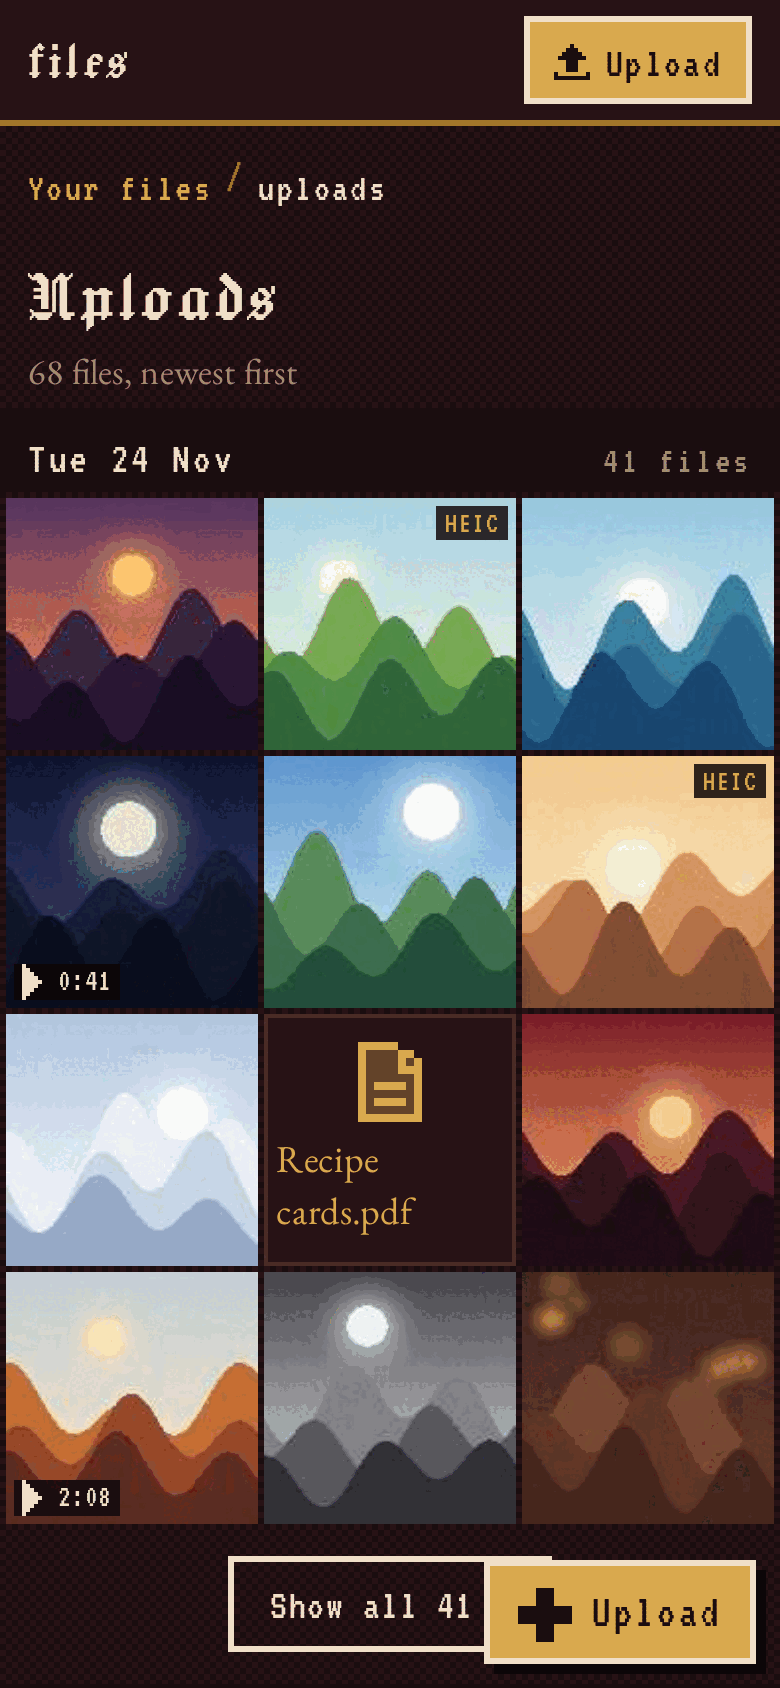 files
Upload
Your files / uploads
Uploads
68 files, newest first
Tue 24 Nov
41 files
HEIC
HEIC
0:41
Recipe
cards.pdf
2:08
Show all 41
Upload